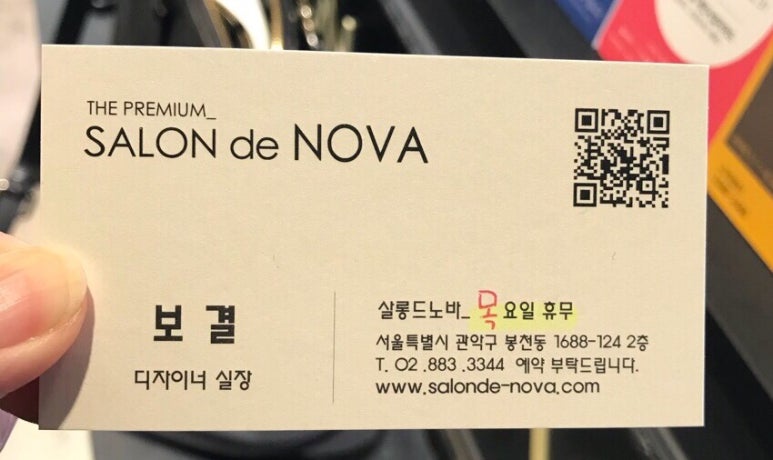 THE PREMIUM_
SALON de NOVA
보결
디자이너 실장
살롱드노바_ 목요일 휴무
서울특별시 관악구 봉천동 1688-124 2층
T. 02 .883 .3344 예약 부탁드립니다.
www.salonde-nova.com